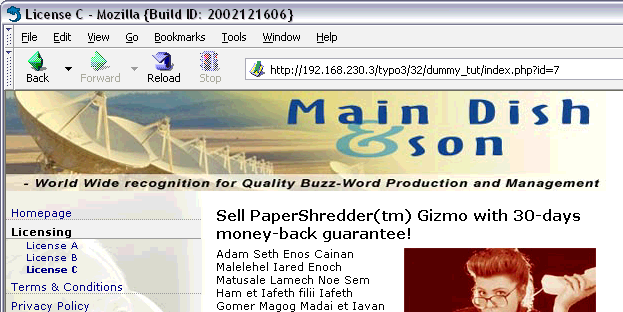 License C - Mozilla {Build ID: 2002121606}
File Edit View Go Bookmarks Tools Window Help
Back Forward Reload Stop http://192.168.230.3/typo3/32/dummy_tut/index.php?id=7
Main Dish
& son
- World Wide recognition for Quality Buzz-Word Production and Management
Homepage
Licensing
License A
License B
License C
Terms & Conditions
Privacy Policy
Sell PaperShredder(tm) Gizmo with 30-days
money-back guarantee!
Adam Seth Enos Cainan
Malelehel Iared Enoch
Matusale Lamech Noe Sem
Ham et Iafeth filii Iafeth
Gomer Magog Madai et Iavan